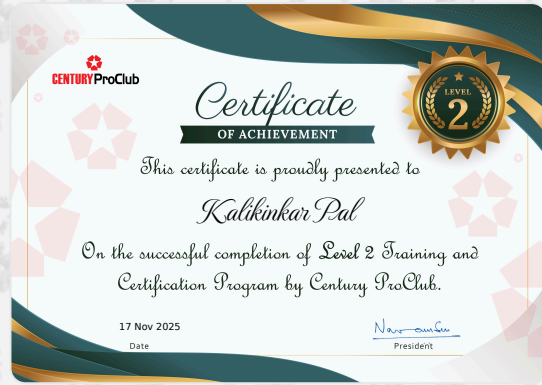 CENTURY ProClub
Certificate
OF ACHIEVEMENT
LEVEL
2
This certificate is proudly presented to
Kalikinkar Pal
On the successful completion of Level 2 Training and
Certification Program by Century ProClub.
17 Nov 2025
Date
President